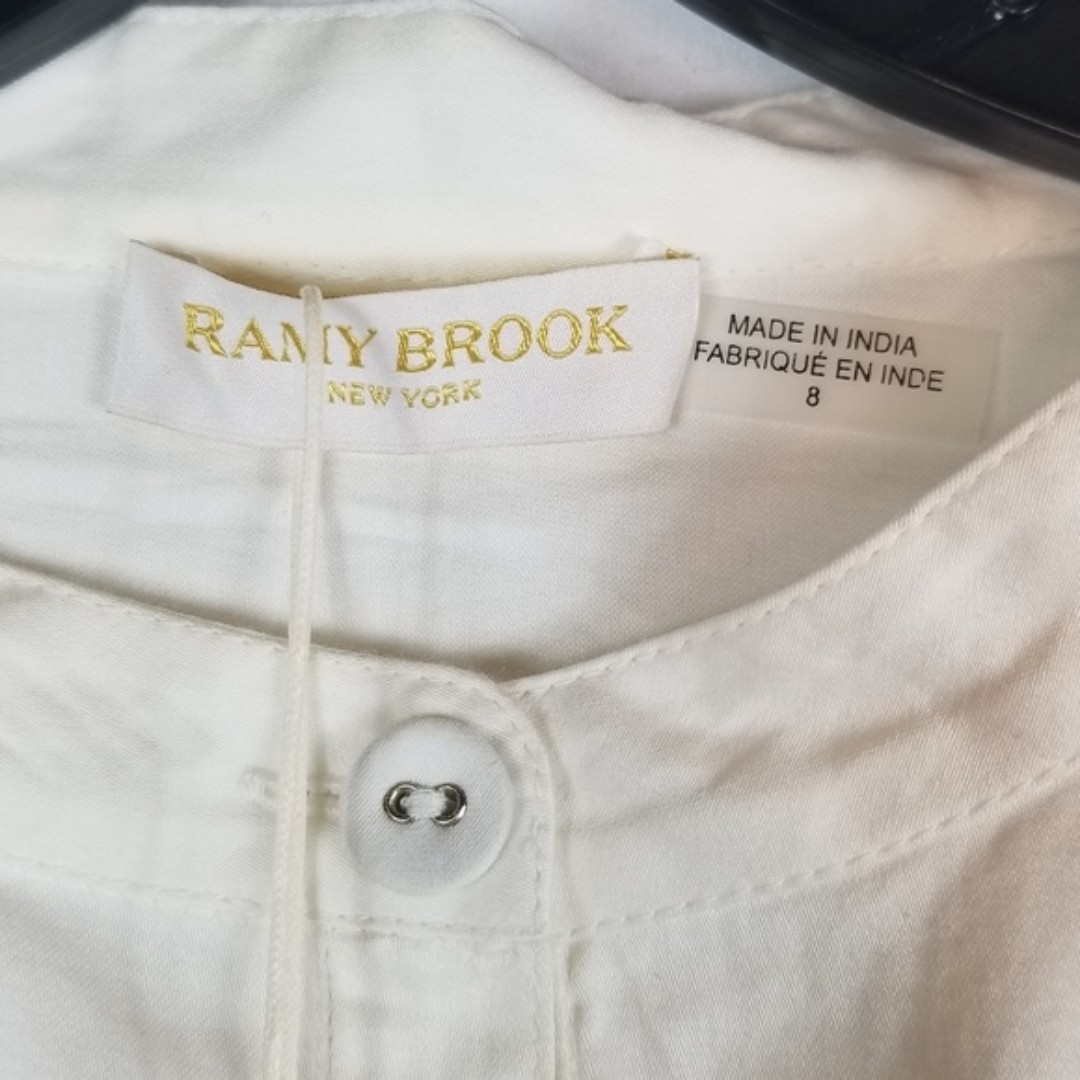 RAMY BROOK
NEW YORK
MADE IN INDIA
FABRIQUÉ EN INDE
8